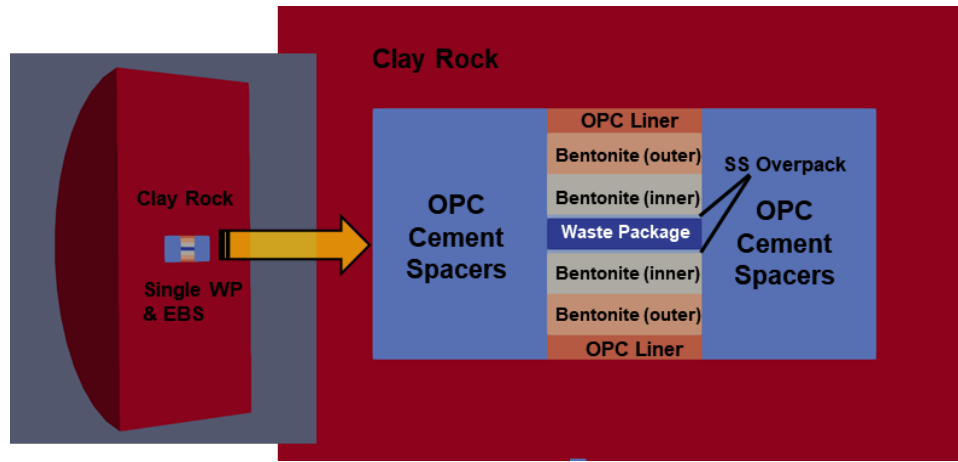 Clay Rock
Single WP
& EBS
Clay Rock
OPC
Cement
Spacers
OPC Liner
Bentonite (outer)
Bentonite (inner)
Waste Package
Bentonite (inner)
Bentonite (outer)
OPC Liner
SS Overpack
OPC
Cement
Spacers